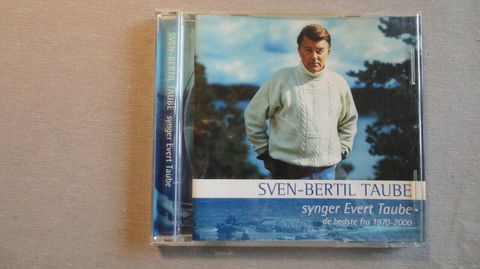 SVEN-BERTIL TAUBE synger Evert Taube
SVEN-BERTIL TAUBE
synger Evert Taube
de bedste fra 1970-2000